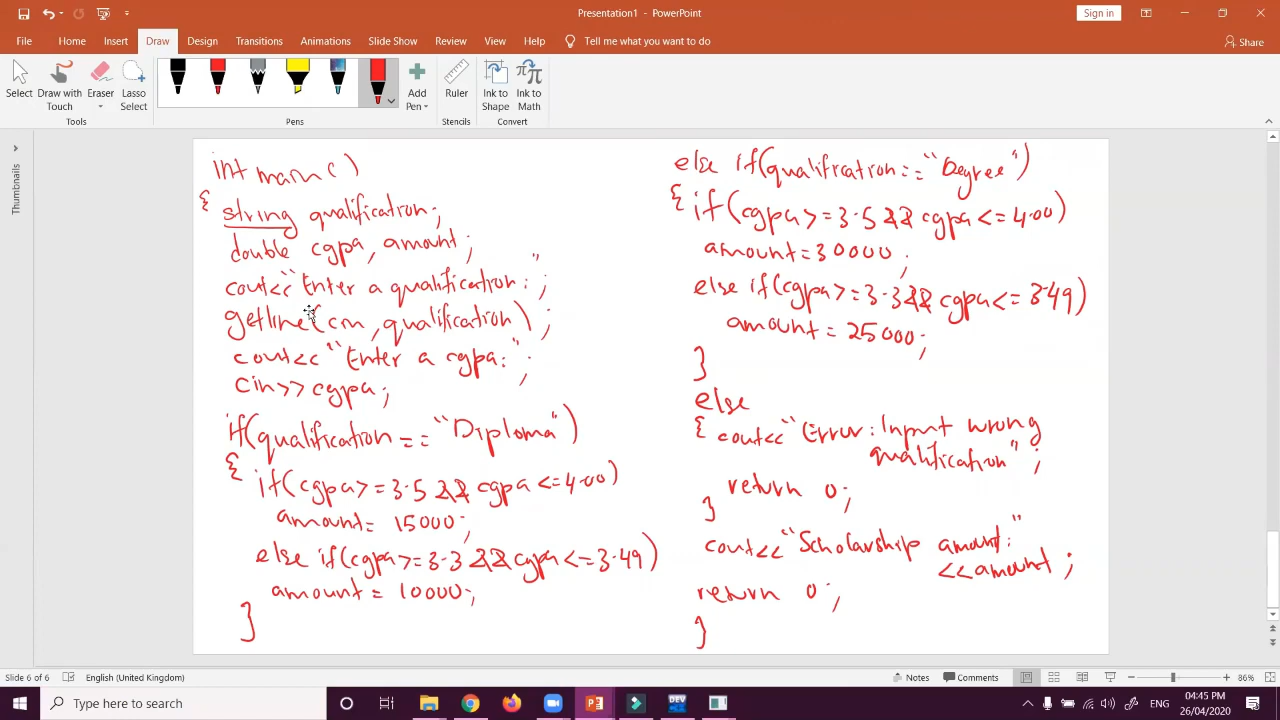 Presentation1 - PowerPoint
Sign in
File Home Insert Draw Design Transitions Animations Slide Show Review View Help Tell me what you want to do Share
Select
Draw with Touch
Eraser
Lasso Select
Add Pen
Ruler
Ink to Shape
Ink to Math
Tools
Pens
Stencils
Convert
Thumbnails
int main()
{
string qualification;
double cgpa, amount;
cout<<"Enter a qualification:";
getline(cin, qualification);
cout<<"Enter a cgpa:";
cin>>cgpa;
if(qualification == "Diploma")
{
if(cgpa>=3.5 && cgpa<=4.00)
amount= 15000;
else if(cgpa>=3.3 && cgpa<=3.49)
amount = 10000;
}
else if(qualification=="Degree")
{ if(cgpa>=3.5 && cgpa<=4.00)
amount=30000;
else if(cgpa>=3.3&& cgpa<=3.49)
amount = 25000;
}
else
{ cout<<"Error: Input wrong
qualification";
return 0;
}
cout<<"Scholarship amount:"
<<amount;
return 0;
}
Slide 6 of 6
English (United Kingdom)
Notes
Comments
86%
Type here to search
DEV
ENG
04:45 PM
26/04/2020